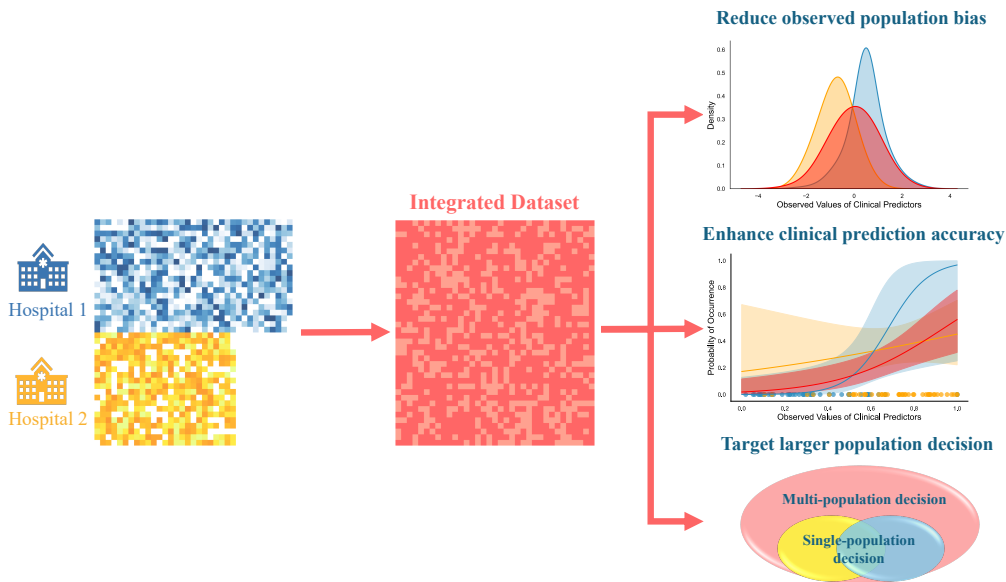 Hospital 1
Hospital 2
Integrated Dataset
Reduce observed population bias
0.6
0.5
0.4
0.3
0.2
0.1
0.0
Density
−4
−2
0
2
4
Observed Values of Clinical Predictors
Enhance clinical prediction accuracy
1.0
0.8
0.6
0.4
0.2
0.0
Probability of Occurrence
0.0
0.2
0.4
0.6
0.8
1.0
Observed Values of Clinical Predictors
Target larger population decision
Multi-population decision
Single-population
decision